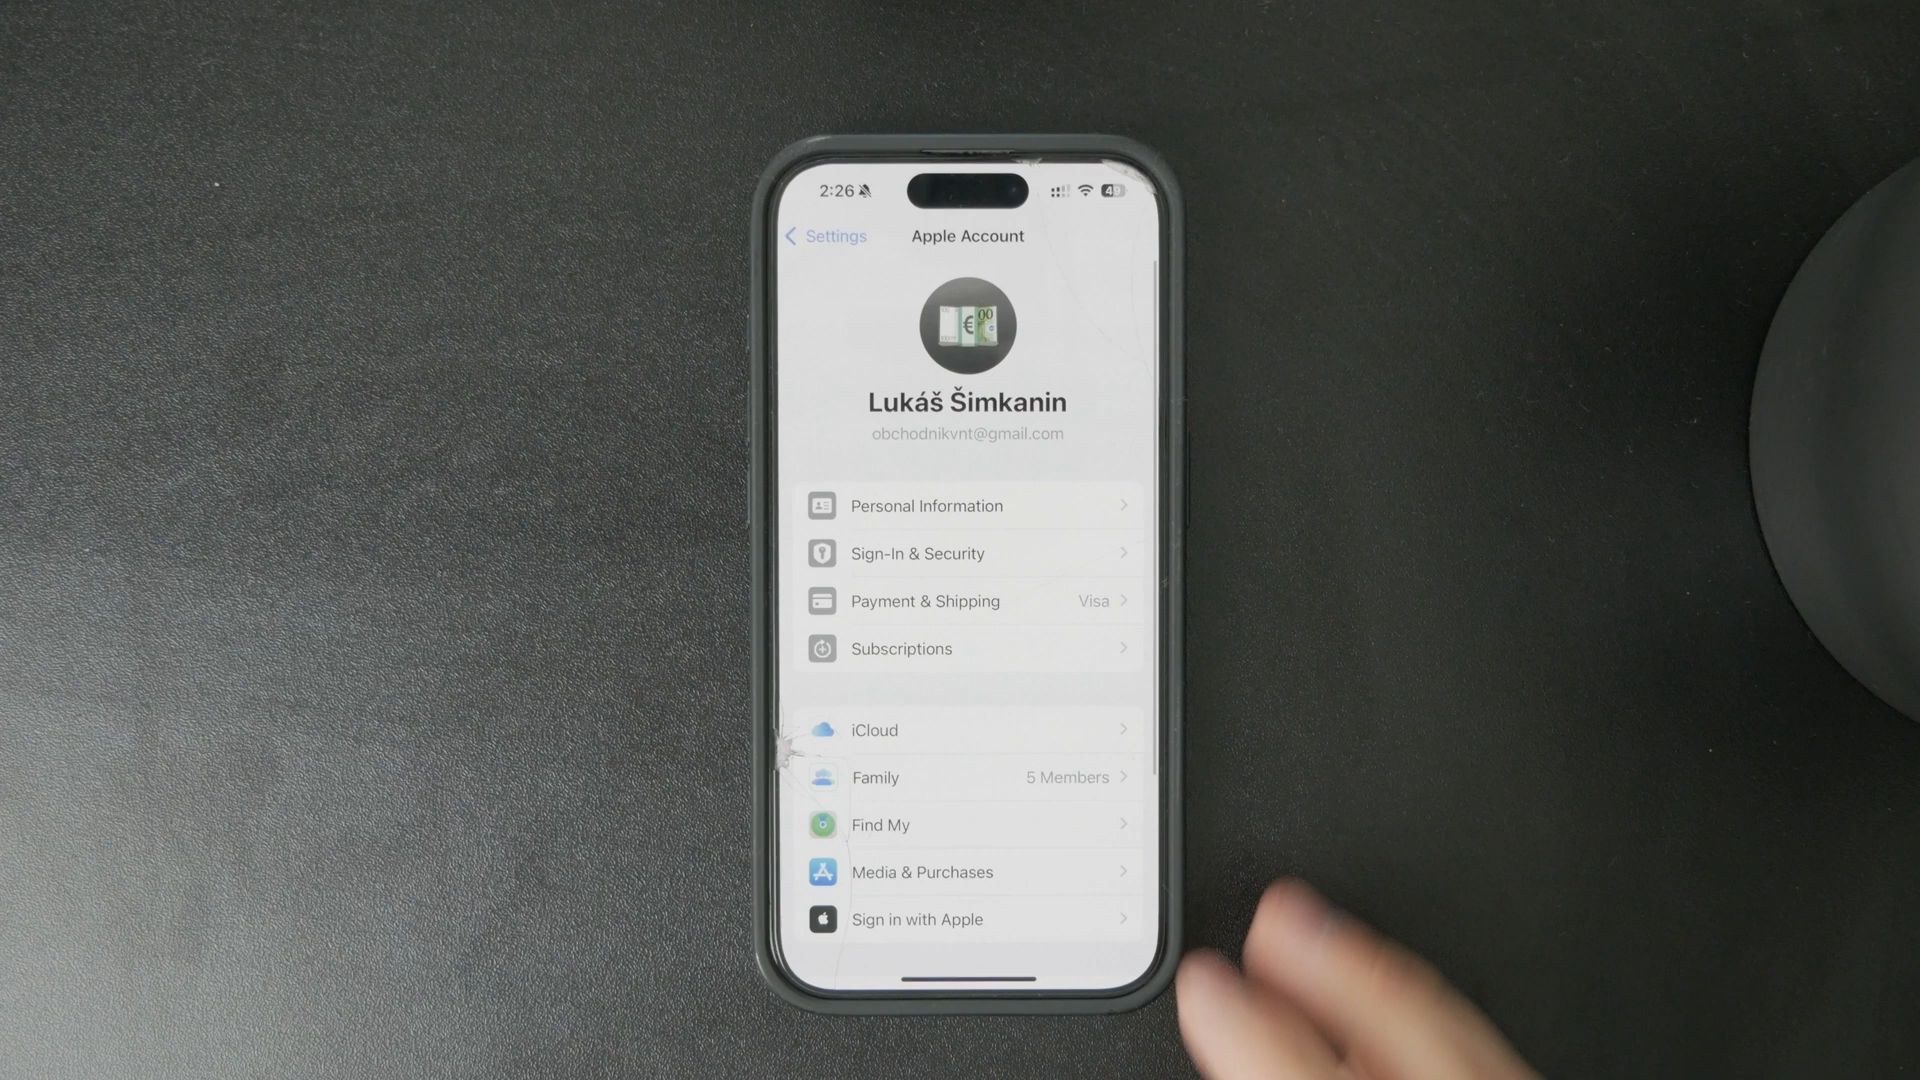 2:26
Settings
Apple Account
€ 00
Lukáš Šimkanin
obchodnikvnt@gmail.com
Personal Information
Sign-In & Security
Payment & Shipping Visa
Subscriptions
iCloud
Family 5 Members
Find My
Media & Purchases
Sign in with Apple